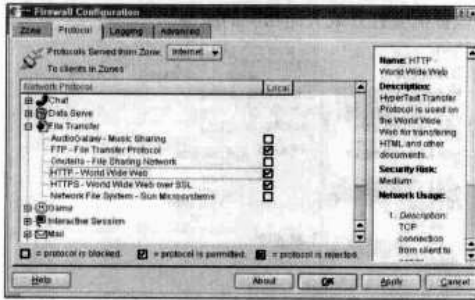 Firewall Configuration
Zone Protocol Logging Advanced
Protocols Served from Zone: Internet
To clients in Zones
Network Protocol Local
Chat
Data Serve
File Transfer
AudioGalaxy - Music Sharing
FTP - File Transfer Protocol
Gnutella - File Sharing Network
HTTP - World Wide Web
HTTPS - World Wide Web over SSL
Network File System - Sun Microsystems
Game
Interactive Session
Mail
= protocol is blocked. = protocol is permitted. = protocol is rejected.
Name: HTTP -
World Wide Web
Description:
HyperText Transfer
Protocol is used on
the World Wide
Web for transfering
HTML and other
documents.
Security Risk:
Medium
Network Usage:
1. Description:
TCP
connection
from client to
Help About OK Apply Cancel